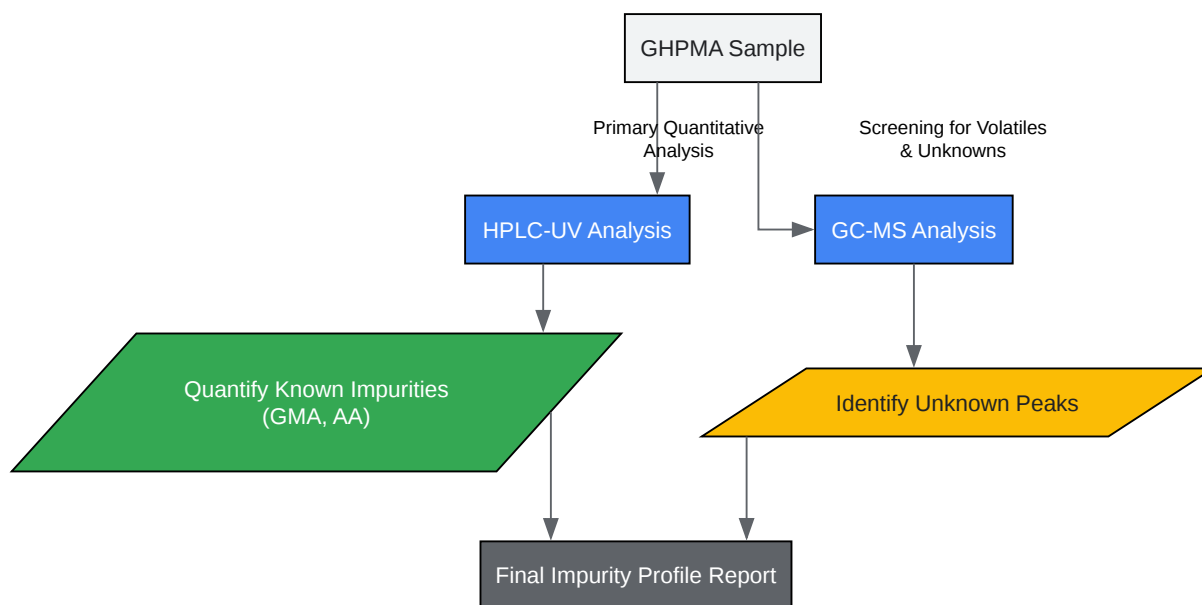 GHPMA Sample
Primary Quantitative
Analysis
Screening for Volatiles
& Unknowns
HPLC-UV Analysis
GC-MS Analysis
Quantify Known Impurities
(GMA, AA)
Identify Unknown Peaks
Final Impurity Profile Report